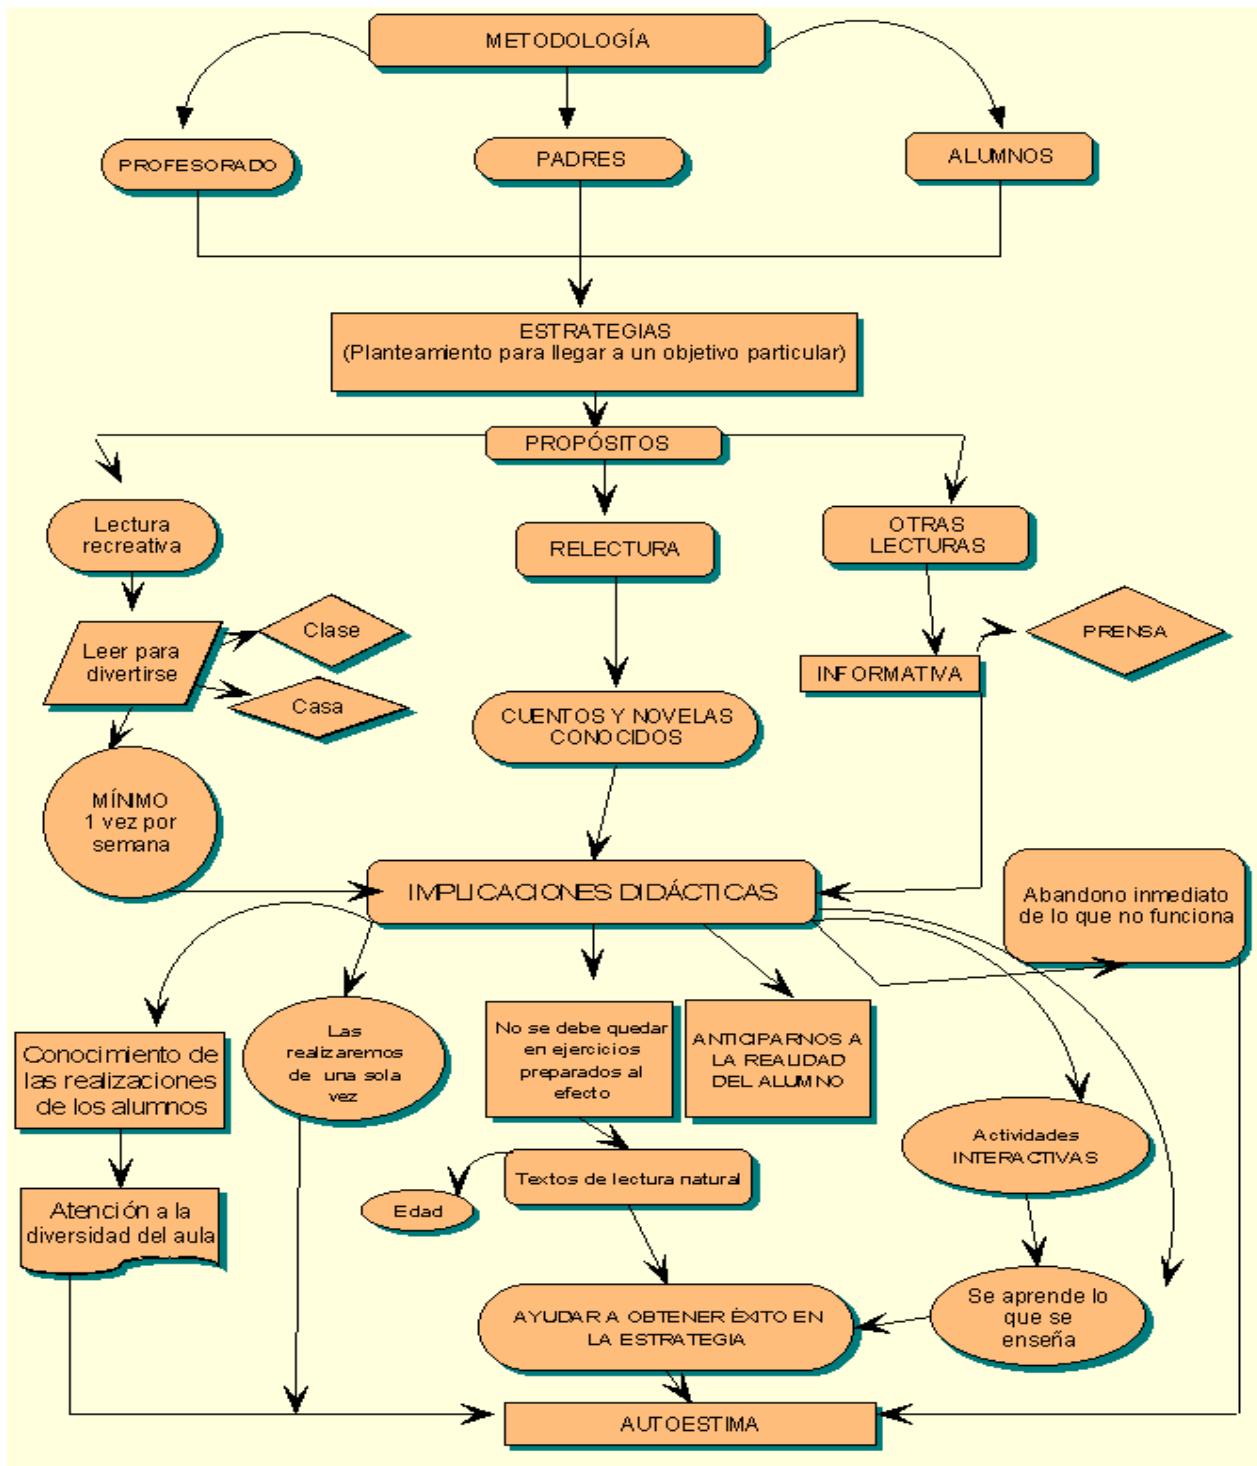 METODOLOGÍA
PROFESORADO
PADRES
ALUMNOS
ESTRATEGIAS
(Planteamiento para llegar a un objetivo particular)
PROPÓSITOS
Lectura
recreativa
RELECTURA
OTRAS
LECTURAS
Leer para
divertirse
Clase
Casa
INFORMATIVA
PRENSA
CUENTOS Y NOVELAS
CONOCIDOS
MÍNIMO
1 vez por
semana
IMPLICACIONES DIDÁCTICAS
Abandono inmediato
de lo que no funciona
Conocimiento de
las realizaciones
de los alumnos
Las
realizaremos
de una sola
vez
No se debe quedar
en ejercicios
preparados al
efecto
ANTICIPARNOS A
LA REALIDAD
DEL ALUMNO
Actividades
INTERACTIVAS
Textos de lectura natural
Edad
Atención a la
diversidad del aula
AYUDAR A OBTENER ÉXITO EN
LA ESTRATEGIA
Se aprende lo
que se
enseña
AUTOESTIMA